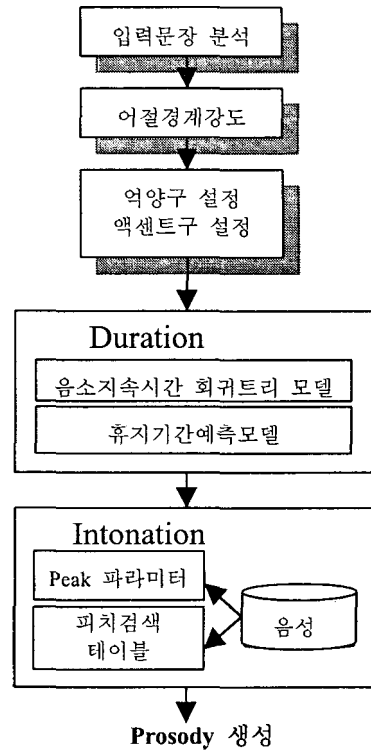 입력문장 분석
어절경계강도
억양구 설정
액센트구 설정
Duration
음소지속시간 회귀트리 모델
휴지기간예측모델
Intonation
Peak 파라미터
피치검색
테이블
음성
Prosody 생성